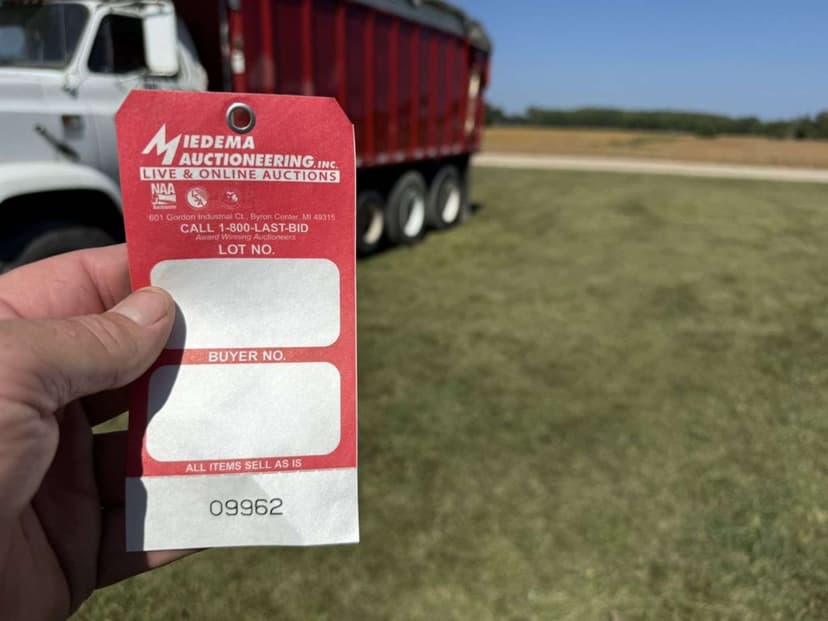 MIEDEMA
AUCTIONEERING, INC.
LIVE & ONLINE AUCTIONS
NAA
601 Gordon Industrial Ct., Byron Center, MI 49315
CALL 1-800-LAST-BID
Award Winning Auctioneers
LOT NO.
BUYER NO.
ALL ITEMS SELL AS IS
09962